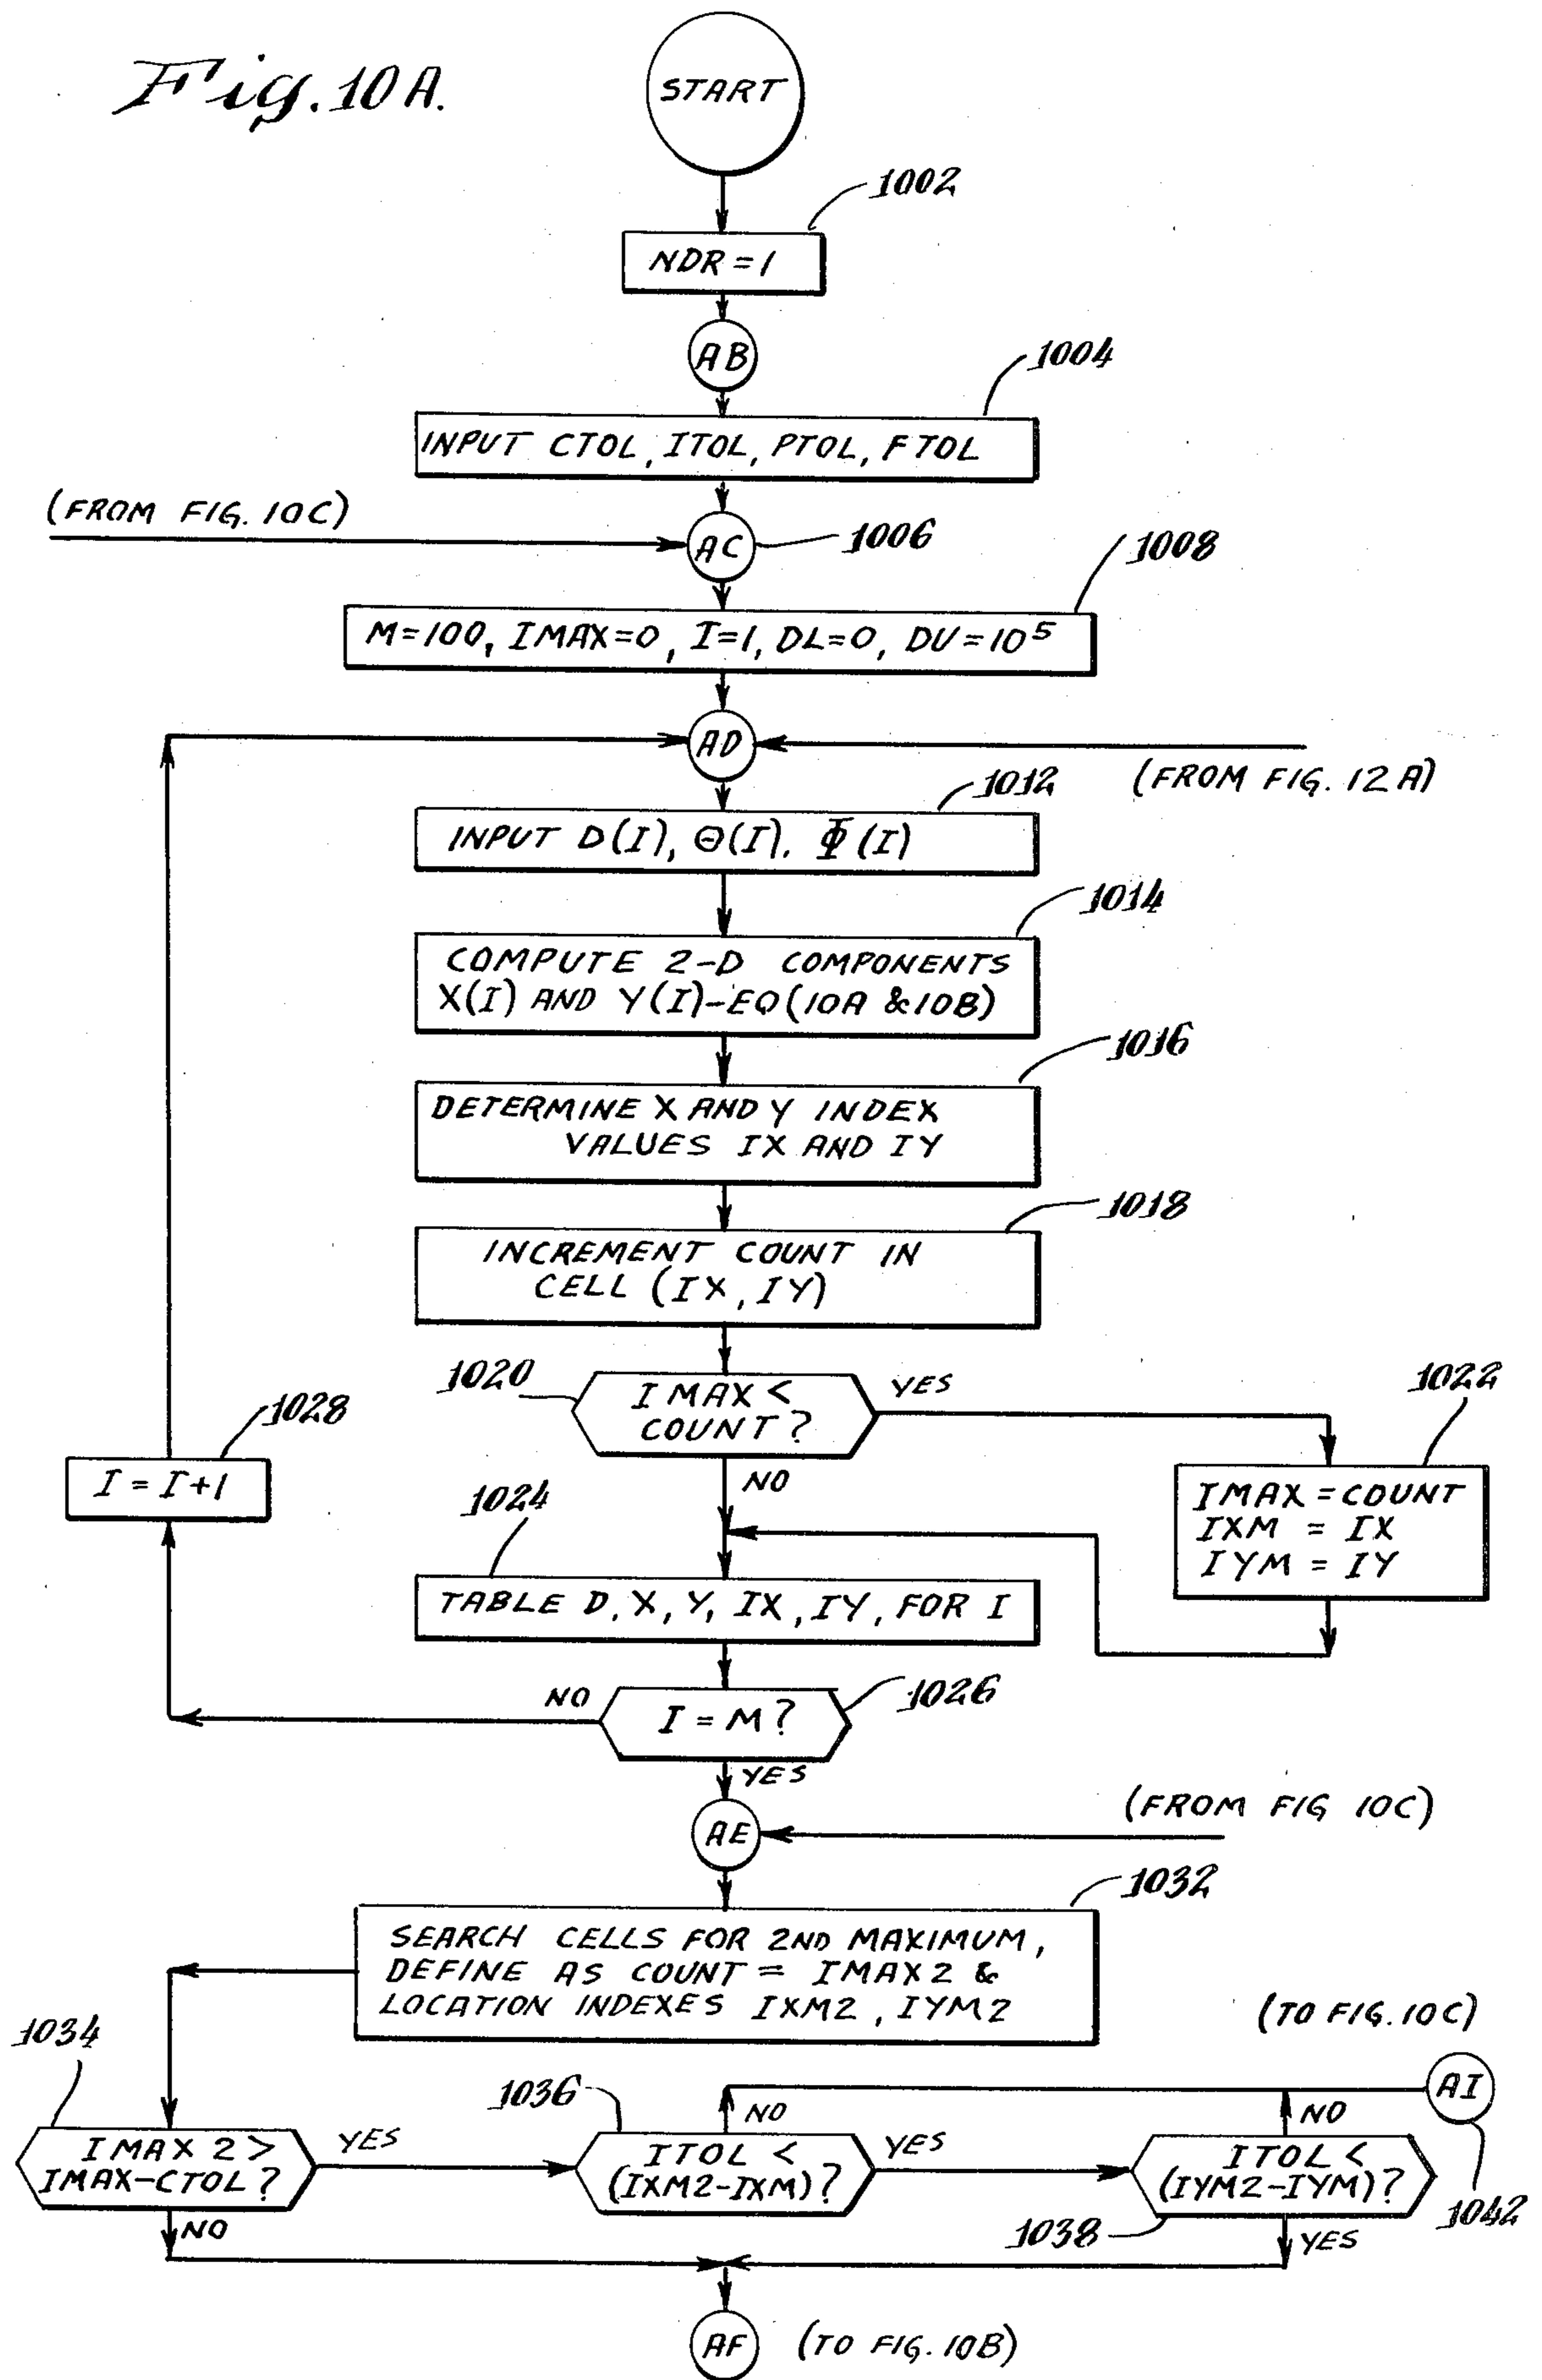 Fig. 10A.
START
1002
NDR = 1
AB
1004
INPUT CTOL, ITOL, PTOL, FTOL
(FROM FIG. 10C)
AC
1006
1008
M=100, IMAX=0, I=1, DL=0, DU=10⁵
AD
(FROM FIG. 12A)
1012
INPUT D(I), Θ(I). Φ(I)
1014
COMPUTE 2-D COMPONENTS
X(I) AND Y(I)-EQ(10A & 10B)
1016
DETERMINE X AND Y INDEX
VALUES IX AND IY
1018
INCREMENT COUNT IN
CELL (IX, IY)
1020
IMAX <
COUNT?
YES
1022
1028
I = I+1
NO
IMAX = COUNT
IXM = IX
IYM = IY
1024
TABLE D, X, Y, IX, IY, FOR I
NO
I = M?
1026
YES
AE
(FROM FIG 10C)
1032
SEARCH CELLS FOR 2ND MAXIMUM,
DEFINE AS COUNT = IMAX2 &
LOCATION INDEXES IXM2, IYM2
(TO FIG. 10C)
1034
1036
NO
NO
AI
IMAX 2 >
IMAX-CTOL?
YES
ITOL <
(IXM2-IXM)?
YES
ITOL <
(IYM2-IYM)?
1042
NO
1038
YES
AF
(TO FIG. 10B)